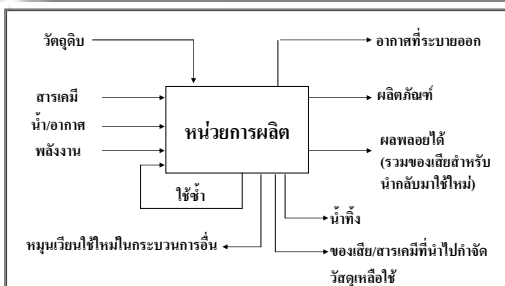 วัตถุดิบ
อากาศที่ระบายออก
สารเคมี
ผลิตภัณฑ์
น้ำ/อากาศ
หน่วยการผลิต
พลังงาน
ผลพลอยได้
(รวมของเสียสำหรับ
นำกลับมาใช้ใหม่)
ใช้ซ้ำ
น้ำทิ้ง
หมุนเวียนใช้ใหม่ในกระบวนการอื่น
ของเสีย/สารเคมีที่นำไปกำจัด
วัสดุเหลือใช้